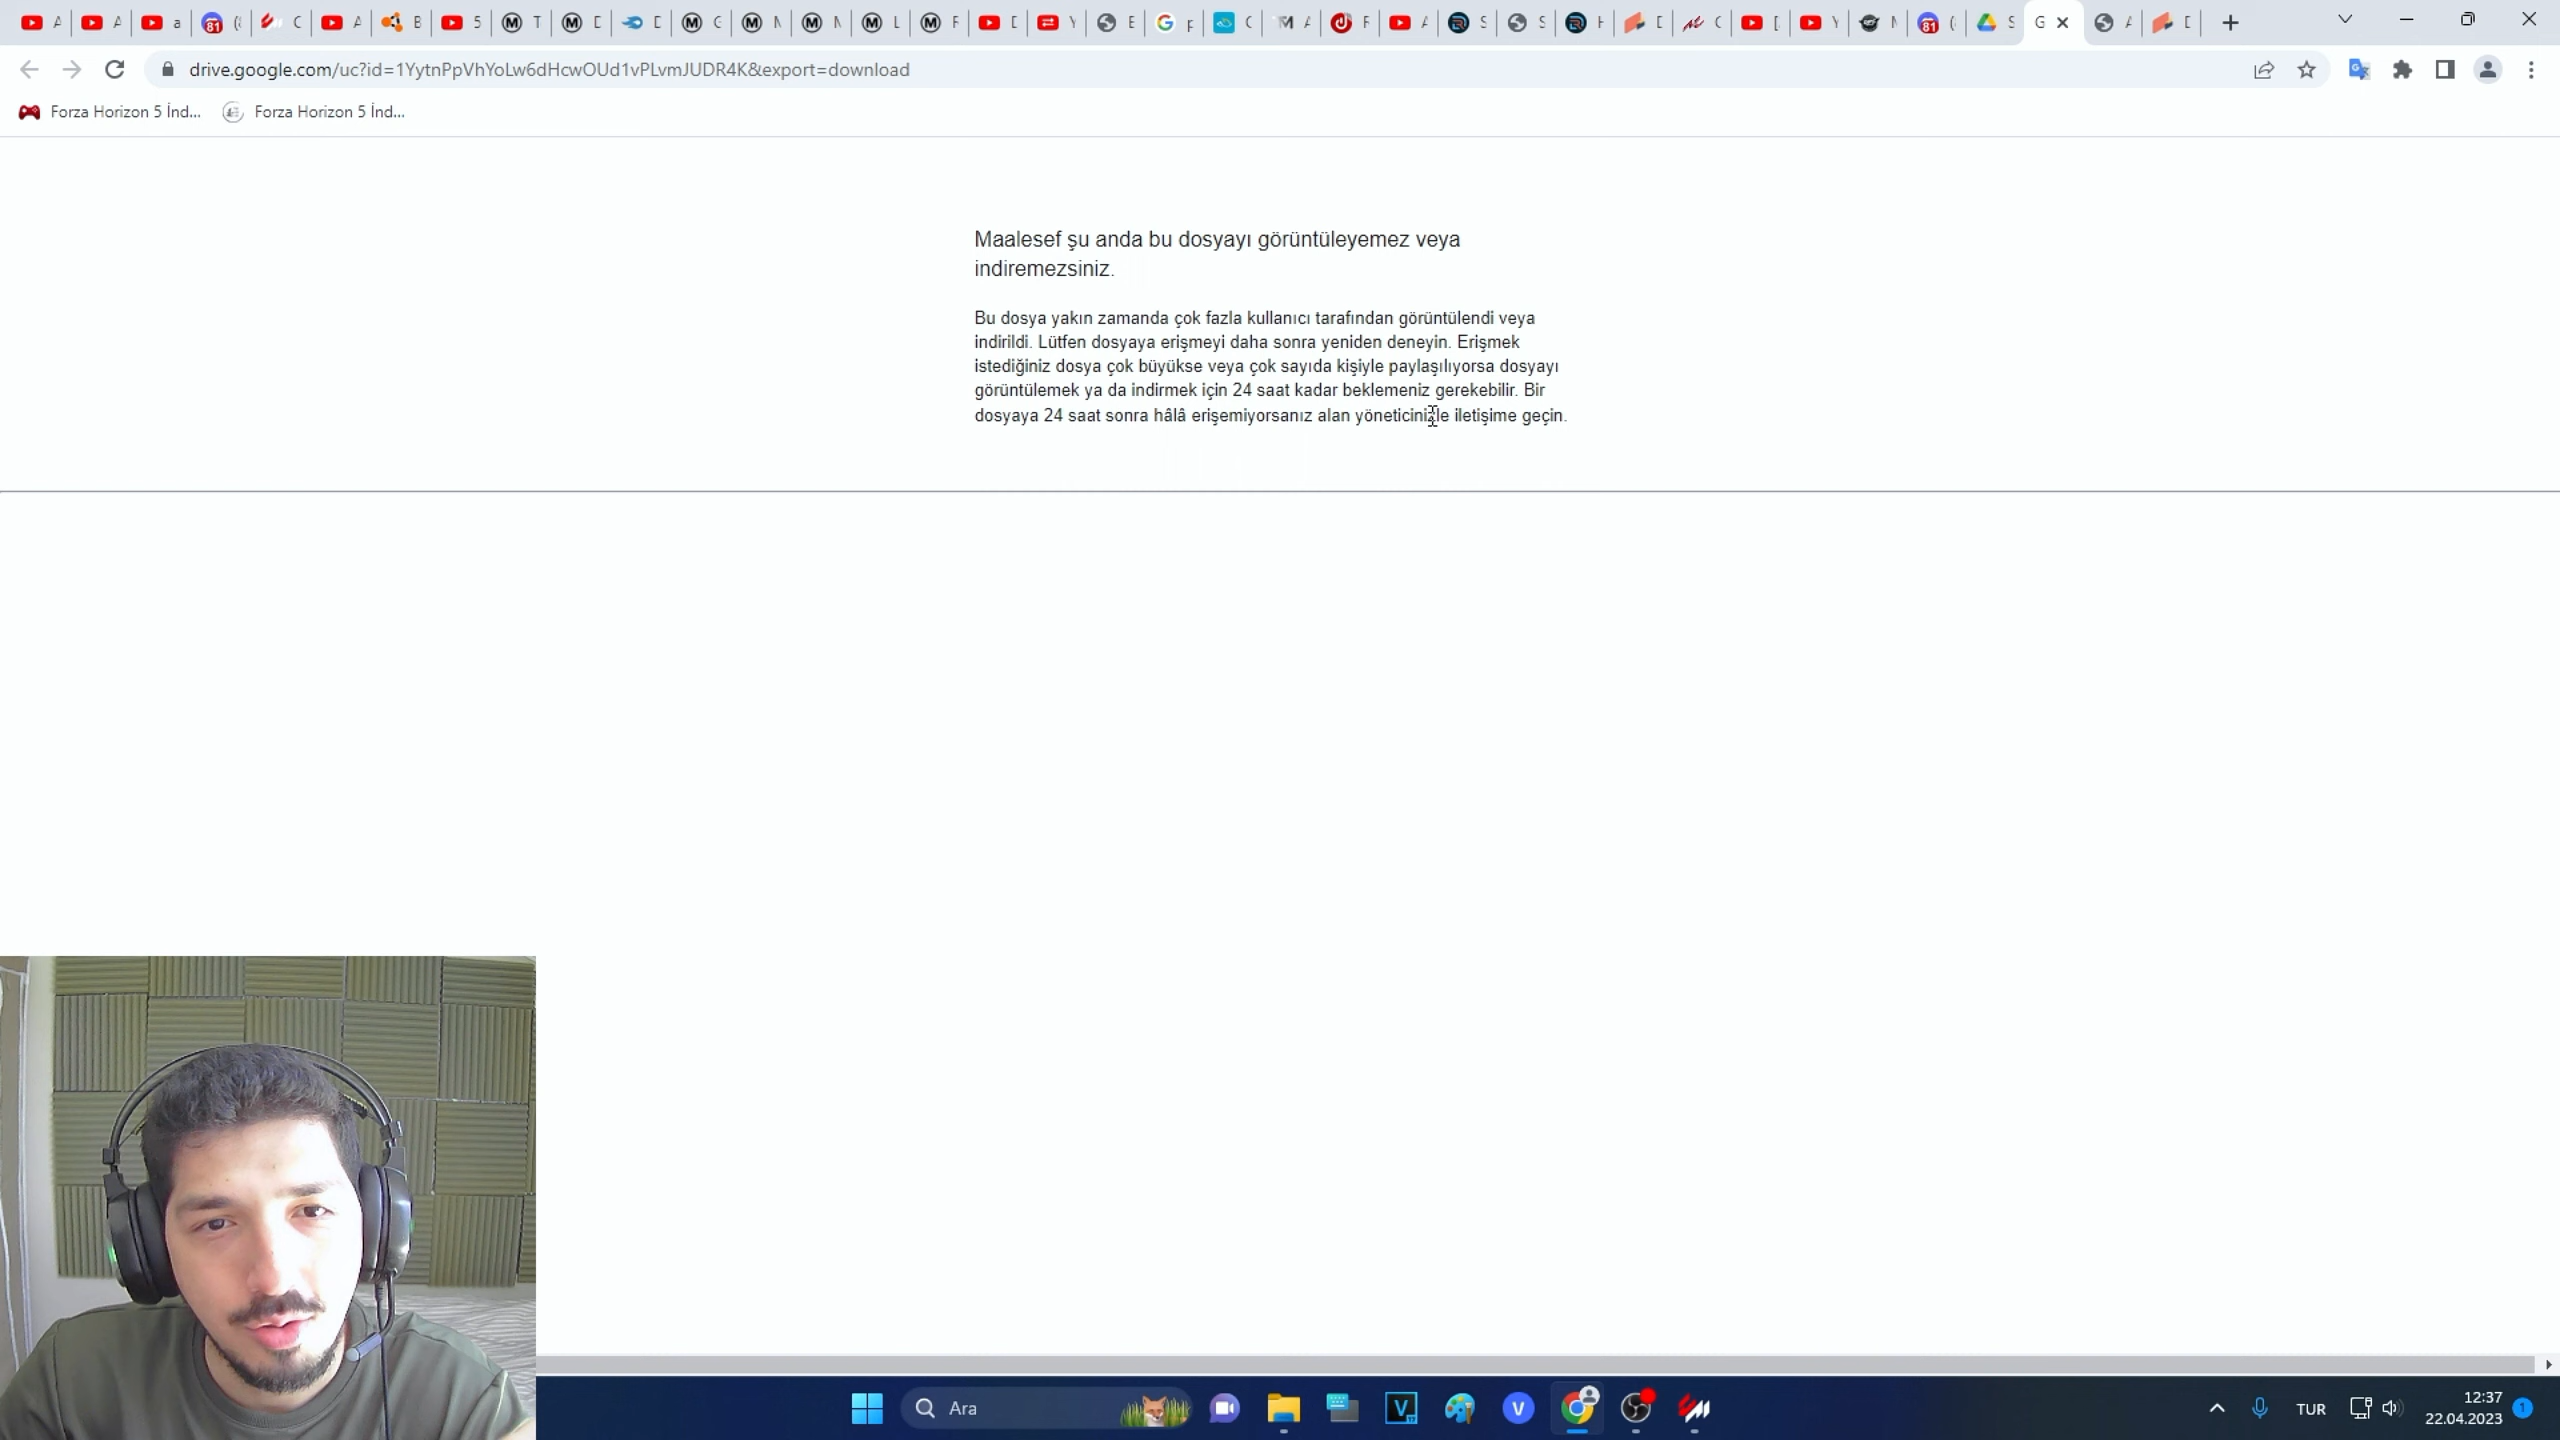 A
A
a
(8
C
A
B
5
T
D
D
G
N
N
L
F
D
Y
E
p
C
A
F
A
S
S
H
D
C
[
Y
N
(
S
G
A
D
drive.google.com/uc?id=1YytnPpVhYoLw6dHcwOUd1vPLvmJUDR4K&export=download
Forza Horizon 5 İnd...
Forza Horizon 5 İnd...
Maalesef şu anda bu dosyayı görüntüleyemez veya
indiremezsiniz.
Bu dosya yakın zamanda çok fazla kullanıcı tarafından görüntülendi veya
indirildi. Lütfen dosyaya erişmeyi daha sonra yeniden deneyin. Erişmek
istediğiniz dosya çok büyükse veya çok sayıda kişiyle paylaşılıyorsa dosyayı
görüntülemek ya da indirmek için 24 saat kadar beklemeniz gerekebilir. Bir
dosyaya 24 saat sonra hâlâ erişemiyorsanız alan yöneticinizle iletişime geçin.
Ara
TUR
12:37
22.04.2023
1